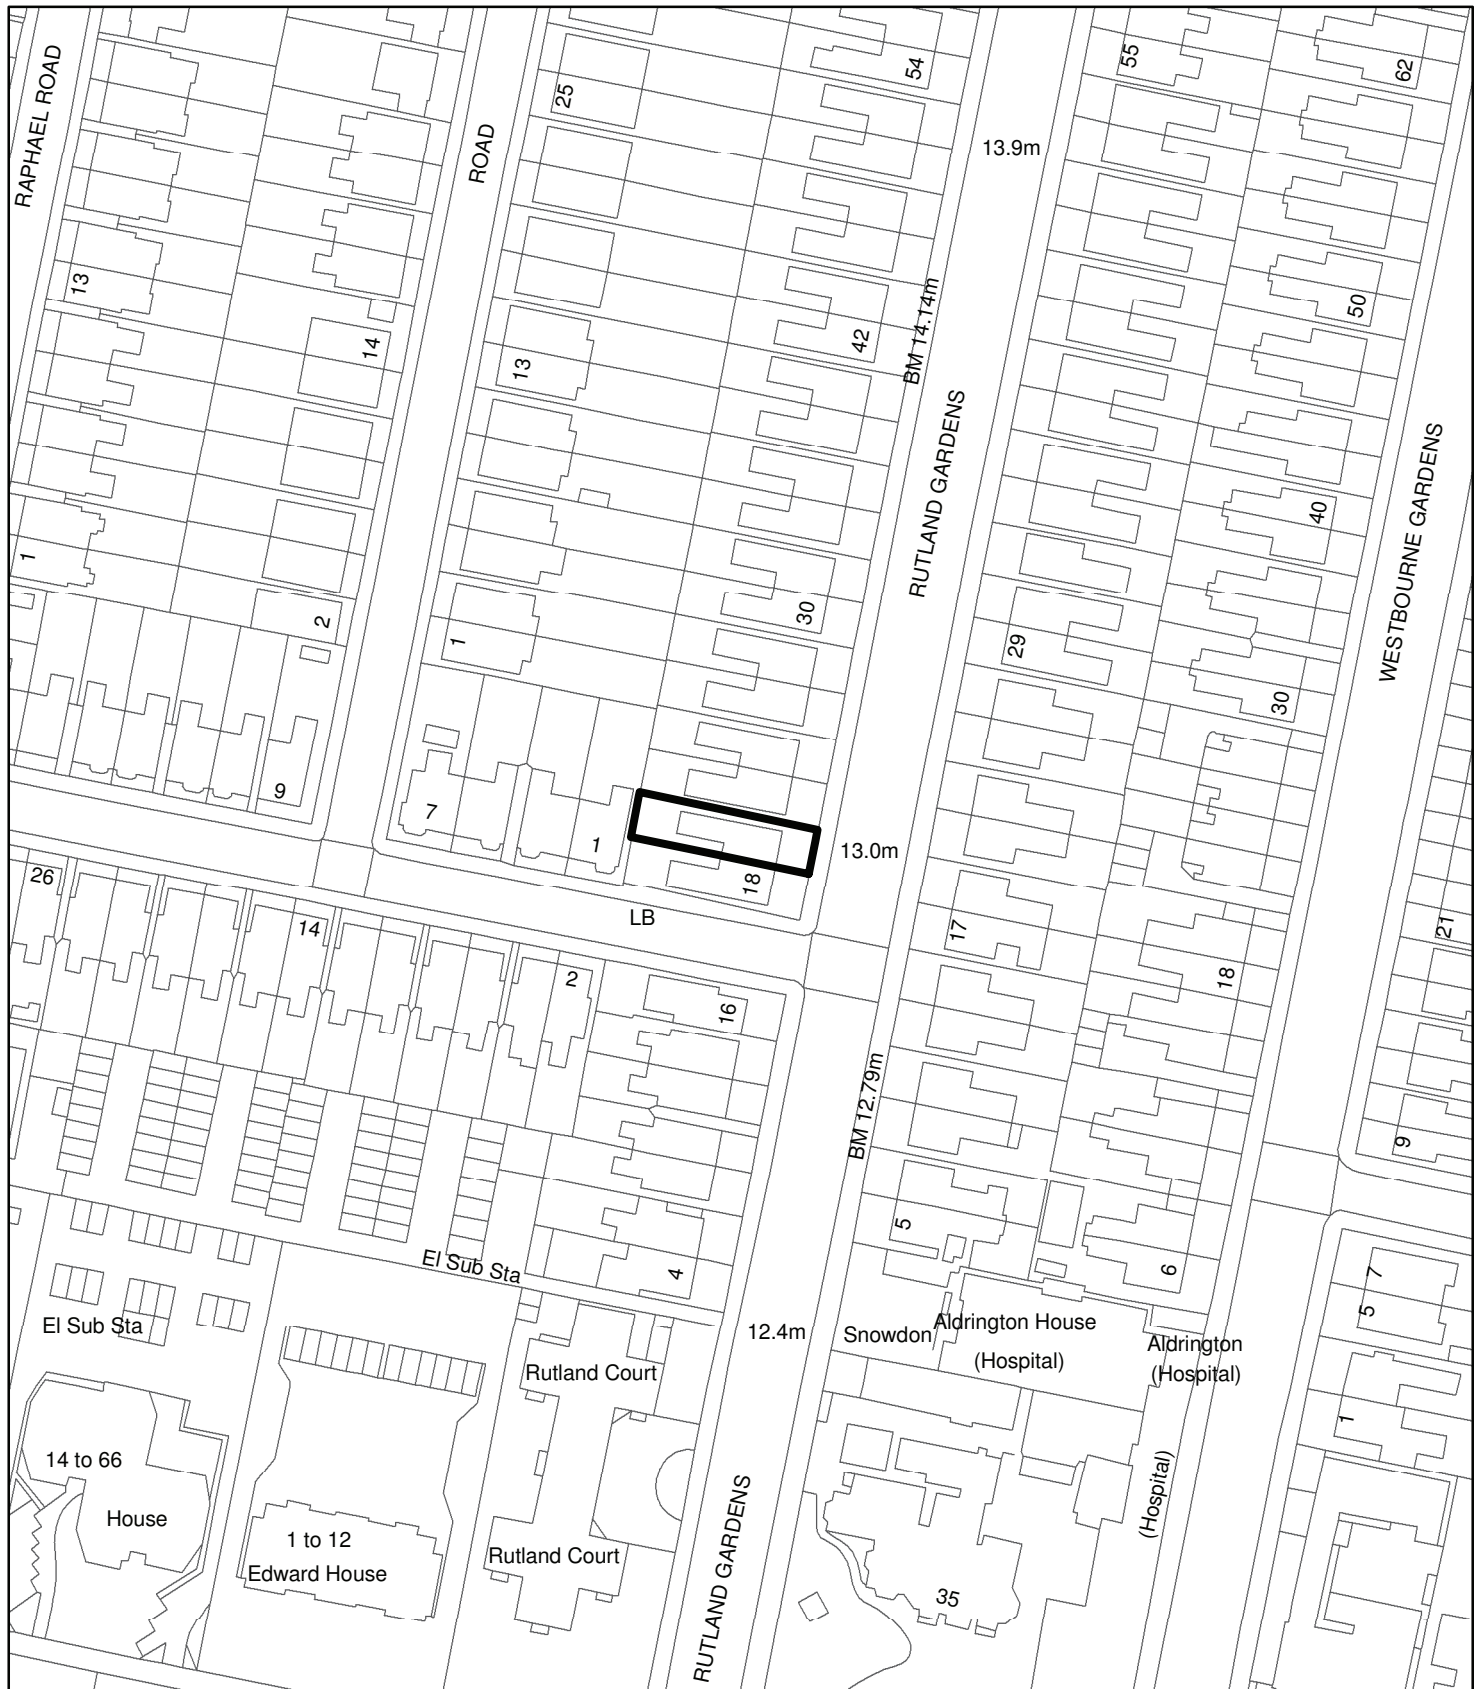 54
55
62
25
RAPHAEL ROAD
ROAD
13.9m
13
14
13
42
BM 14.14m
50
RUTLAND GARDENS
WESTBOURNE GARDENS
40
1
2
1
30
29
30
9
7
1
13.0m
18
26
LB
14
17
21
2
16
18
BM 12.79m
9
5
4
6
El Sub Sta
7
5
El Sub Sta
12.4m
Snowdon
Aldrington House
(Hospital)
Aldrington
(Hospital)
Rutland Court
1
14 to 66
House
1 to 12
Edward House
Rutland Court
RUTLAND GARDENS
(Hospital)
35